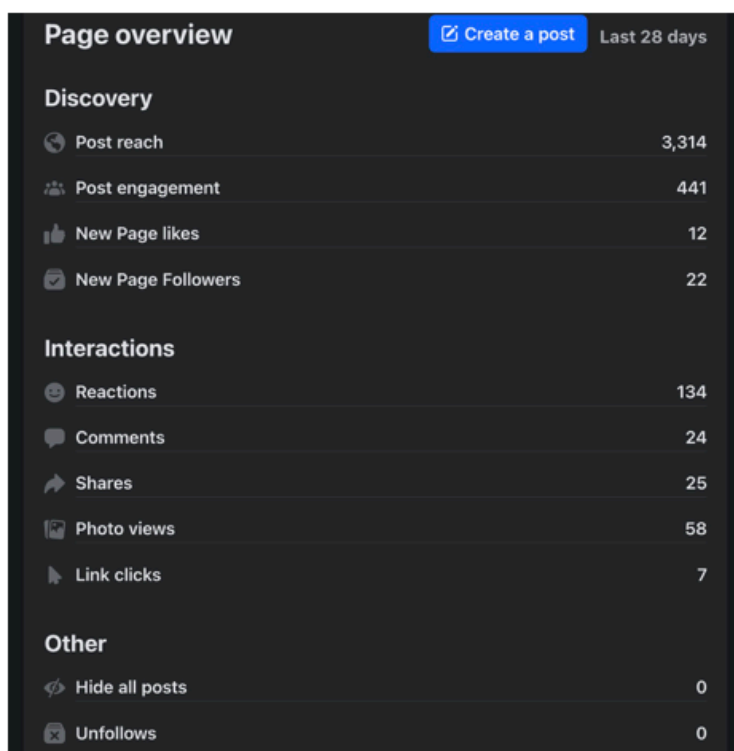 Page overview Create a post Last 28 days
Discovery
Post reach 3,314
Post engagement 441
New Page likes 12
New Page Followers 22
Interactions
Reactions 134
Comments 24
Shares 25
Photo views 58
Link clicks 7
Other
Hide all posts 0
Unfollows 0